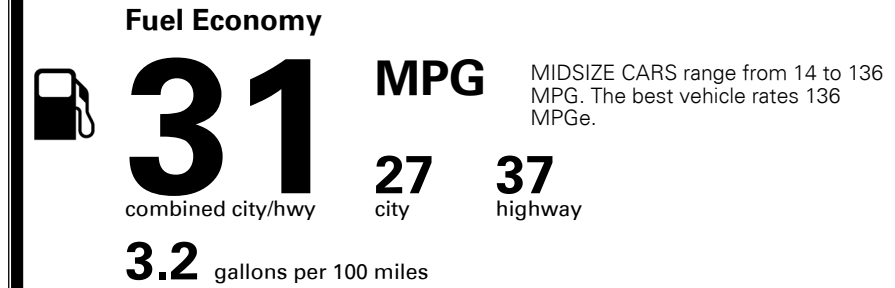 Fuel Economy
31
MPG
MIDSIZE CARS range from 14 to 136
MPG. The best vehicle rates 136
MPGe.
combined city/hwy
27
city
37
highway
3.2 gallons per 100 miles